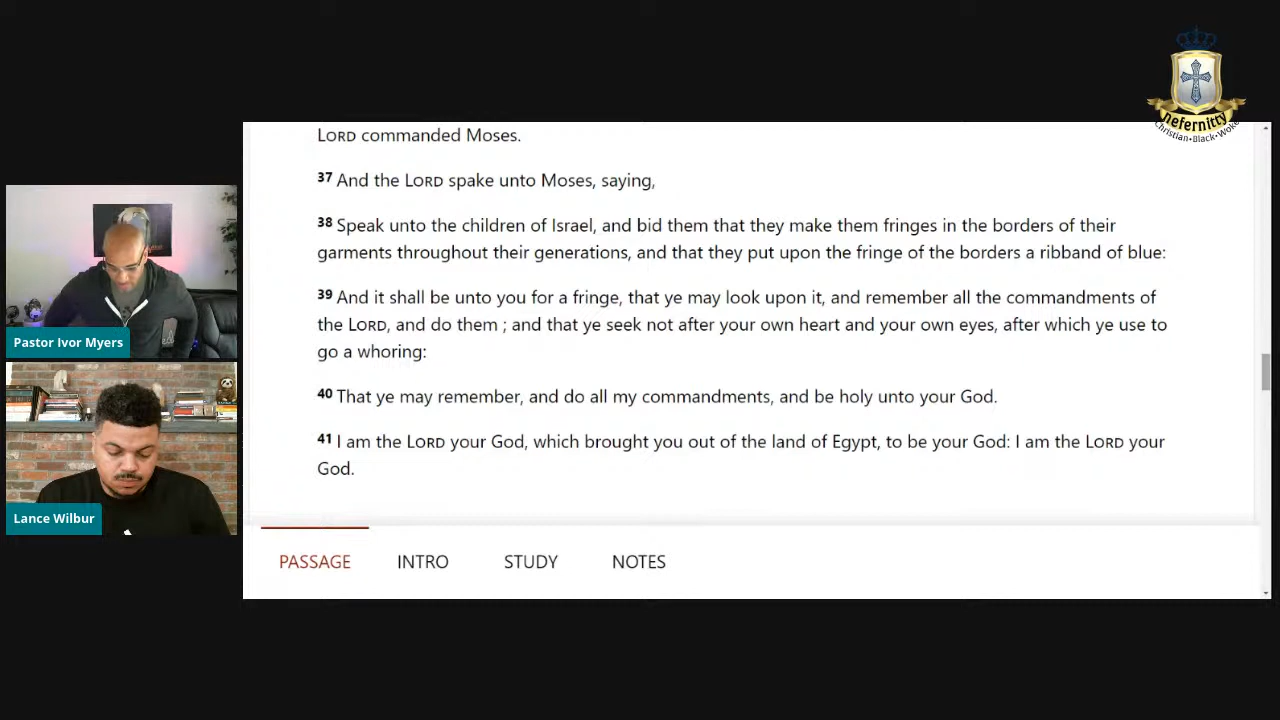 nefernitty
Christian•Black•Woke
LORD commanded Moses.
37 And the LORD spake unto Moses, saying,
38 Speak unto the children of Israel, and bid them that they make them fringes in the borders of their
garments throughout their generations, and that they put upon the fringe of the borders a ribband of blue:
39 And it shall be unto you for a fringe, that ye may look upon it, and remember all the commandments of
the LORD, and do them ; and that ye seek not after your own heart and your own eyes, after which ye use to
go a whoring:
40 That ye may remember, and do all my commandments, and be holy unto your God.
41 I am the LORD your God, which brought you out of the land of Egypt, to be your God: I am the LORD your
God.
PASSAGE INTRO STUDY NOTES
Pastor Ivor Myers
Lance Wilbur